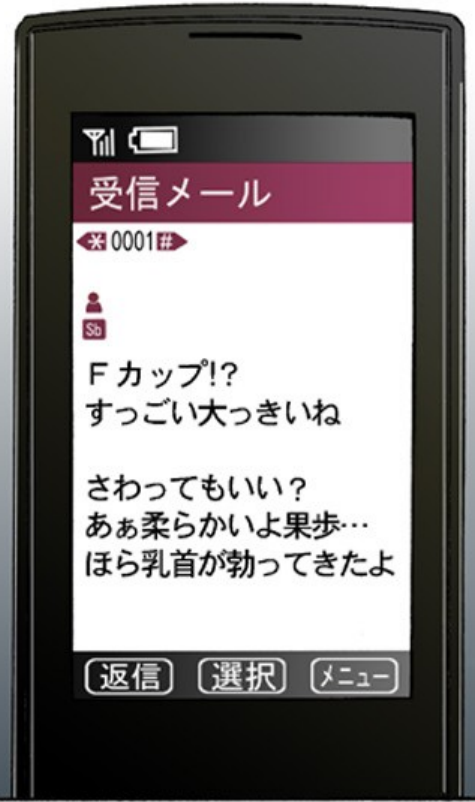 受信メール
*0001#
Sb
Fカップ!?
すっごい大っきいね
さわってもいい？
あぁ柔らかいよ果歩…
ほら乳首が勃ってきたよ
返信 選択 メニュー